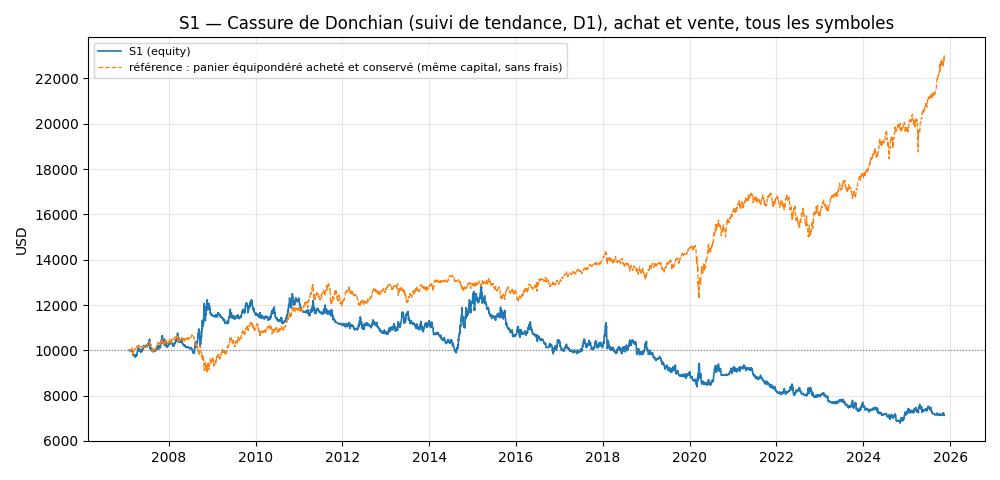 S1 — Cassure de Donchian (suivi de tendance, D1), achat et vente, tous les symboles
S1 (equity)
référence : panier équipondéré acheté et conservé (même capital, sans frais)
USD
22000
20000
18000
16000
14000
12000
10000
8000
6000
2008 2010 2012 2014 2016 2018 2020 2022 2024 2026